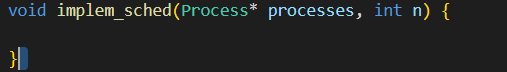 void implem_sched(Process* processes, int n) {
}